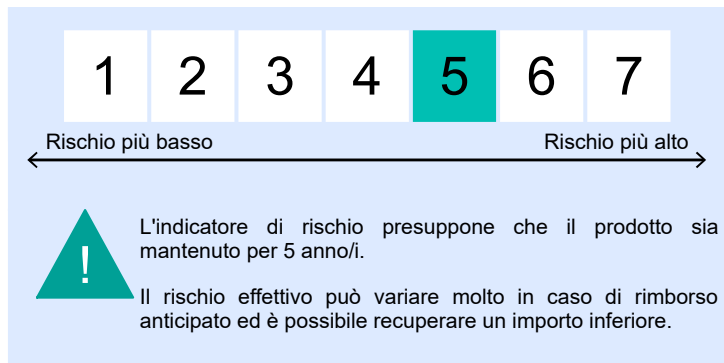 1 2 3 4 5 6 7
Rischio più basso Rischio più alto
!
L'indicatore di rischio presuppone che il prodotto sia
mantenuto per 5 anno/i.
Il rischio effettivo può variare molto in caso di rimborso
anticipato ed è possibile recuperare un importo inferiore.